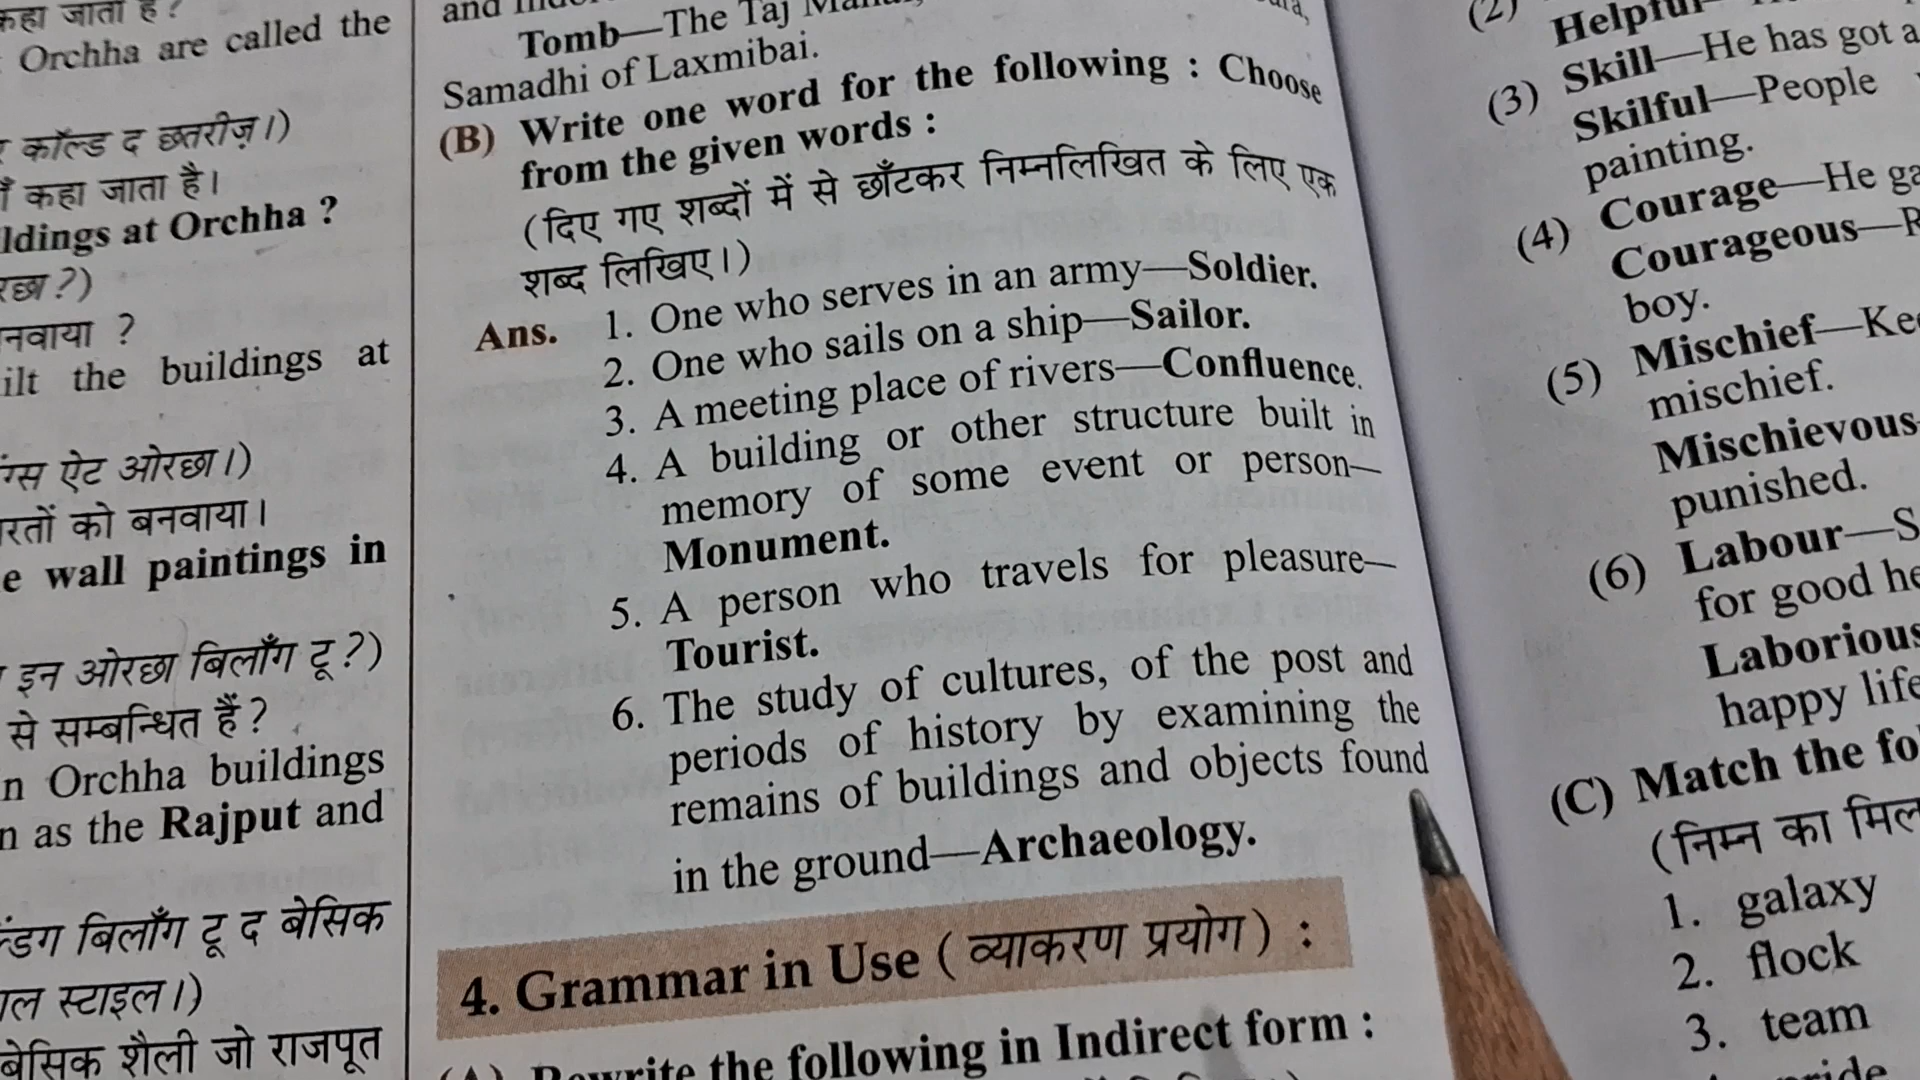 कहा जाता है ?
Orchha are called the
कॉल्ड द छतरीज़।)
कहा जाता है।
ldings at Orchha ?
नवाया ?
ilt the buildings at
ऐट ओरछा।)
को बनवाया।
e wall paintings in
इन ओरछा बिलाँग टू?)
से सम्बन्धित हैं?
n Orchha buildings
n as the Rajput and
बिलाँग टू द बेसिक
स्टाइल।)
बेसिक शैली जो राजपूत
and
Tomb—The Taj
Samadhi of Laxmibai.
(B) Write one word for the following : Choose
from the given words :
(दिए गए शब्दों में से छाँटकर निम्नलिखित के लिए एक
शब्द लिखिए।)
Ans. 1. One who serves in an army—Soldier.
2. One who sails on a ship—Sailor.
3. A meeting place of rivers—Confluence.
4. A building or other structure built in
memory of some event or person—
Monument.
5. A person who travels for pleasure—
Tourist.
6. The study of cultures, of the post and
periods of history by examining the
remains of buildings and objects found
in the ground—Archaeology.
4. Grammar in Use ( व्याकरण प्रयोग ) :
(A) Rewrite the following in Indirect form :
(2) Helpful
(3) Skill—He has got a
Skilful—People
painting.
(4) Courage—He ga
Courageous—R
boy.
(5) Mischief—Kee
mischief.
Mischievous
punished.
(6) Labour—S
for good he
Laborious
happy life
(C) Match the fo
(निम्न का मिल
1. galaxy
2. flock
3. team